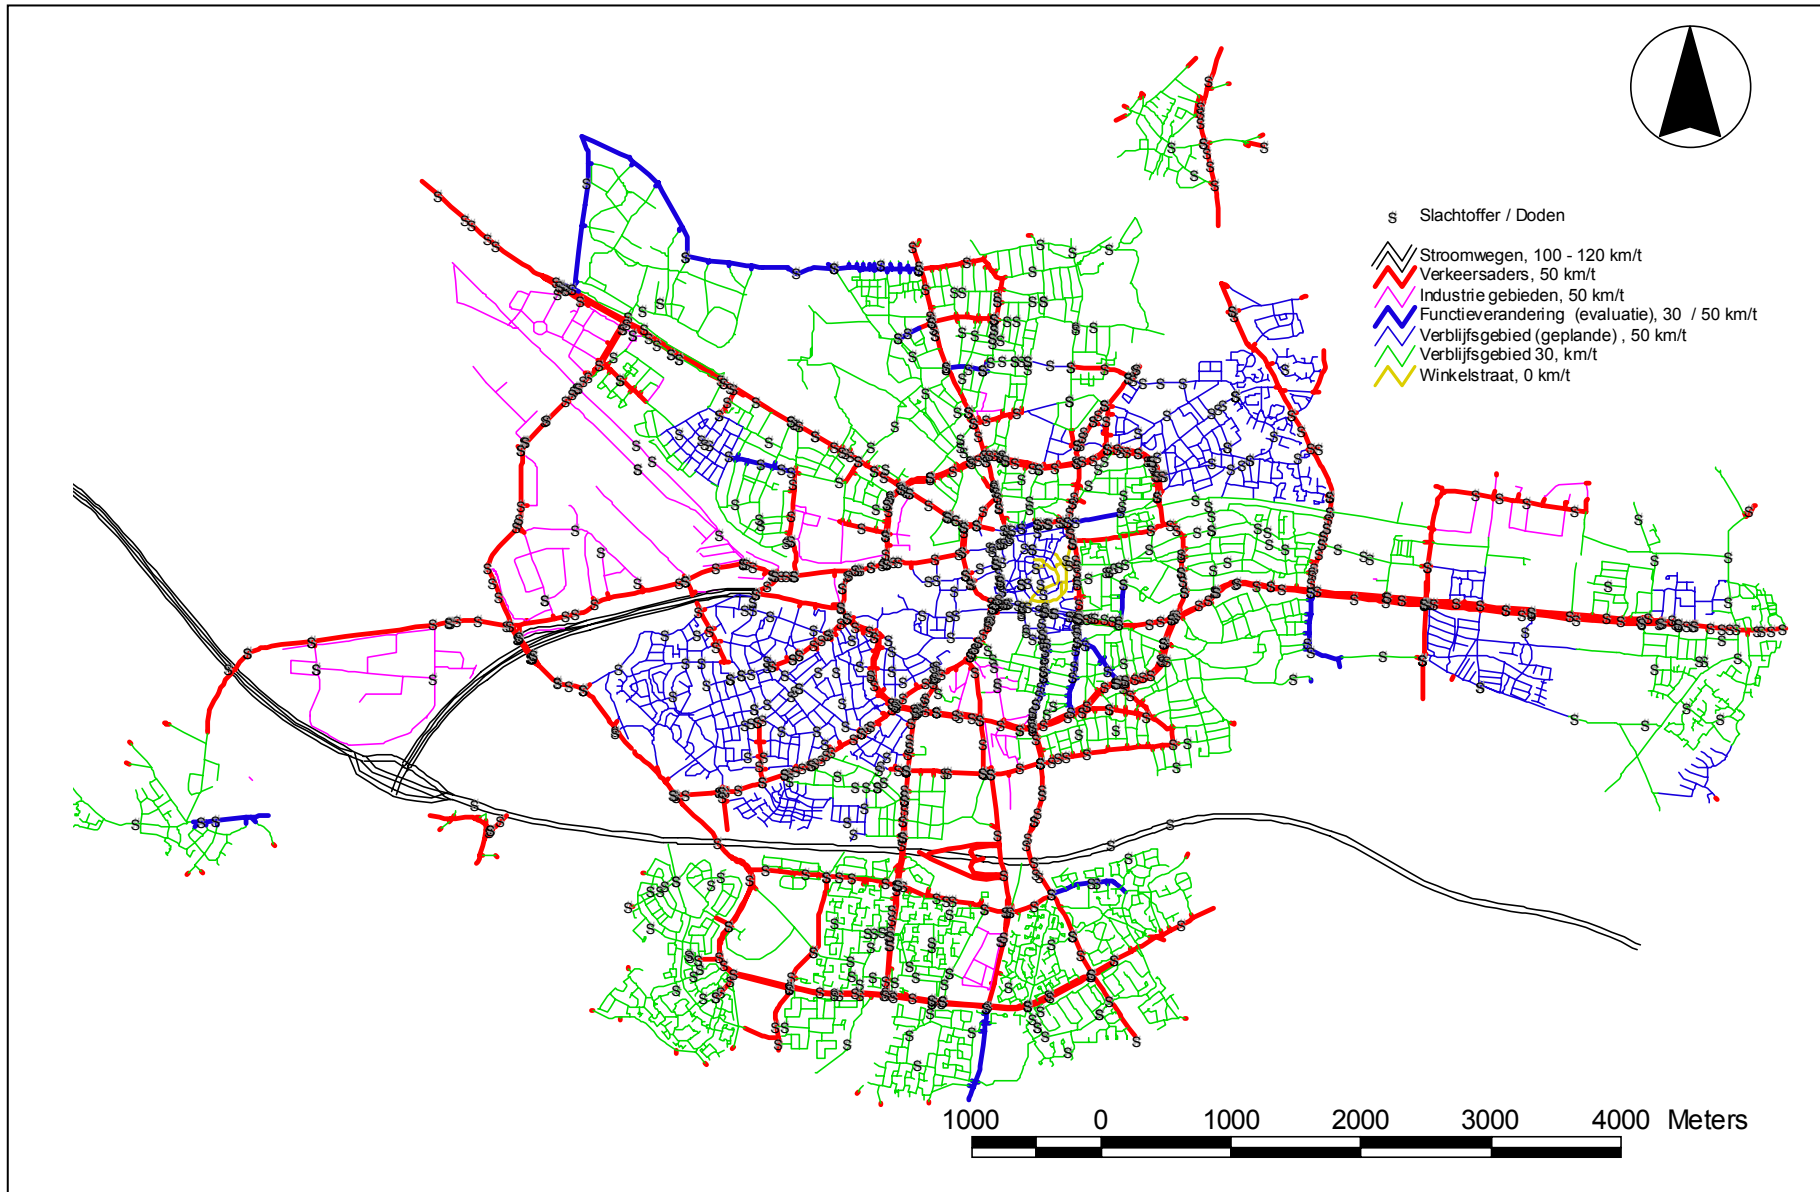 s Slachtoffer / Doden
Stroomwegen, 100 - 120 km/t
Verkeersaders, 50 km/t
Industrie gebieden, 50 km/t
Functieverandering (evaluatie), 30 / 50 km/t
Verblijfsgebied (geplande) , 50 km/t
Verblijfsgebied 30, km/t
Winkelstraat, 0 km/t
1000 0 1000 2000 3000 4000 Meters